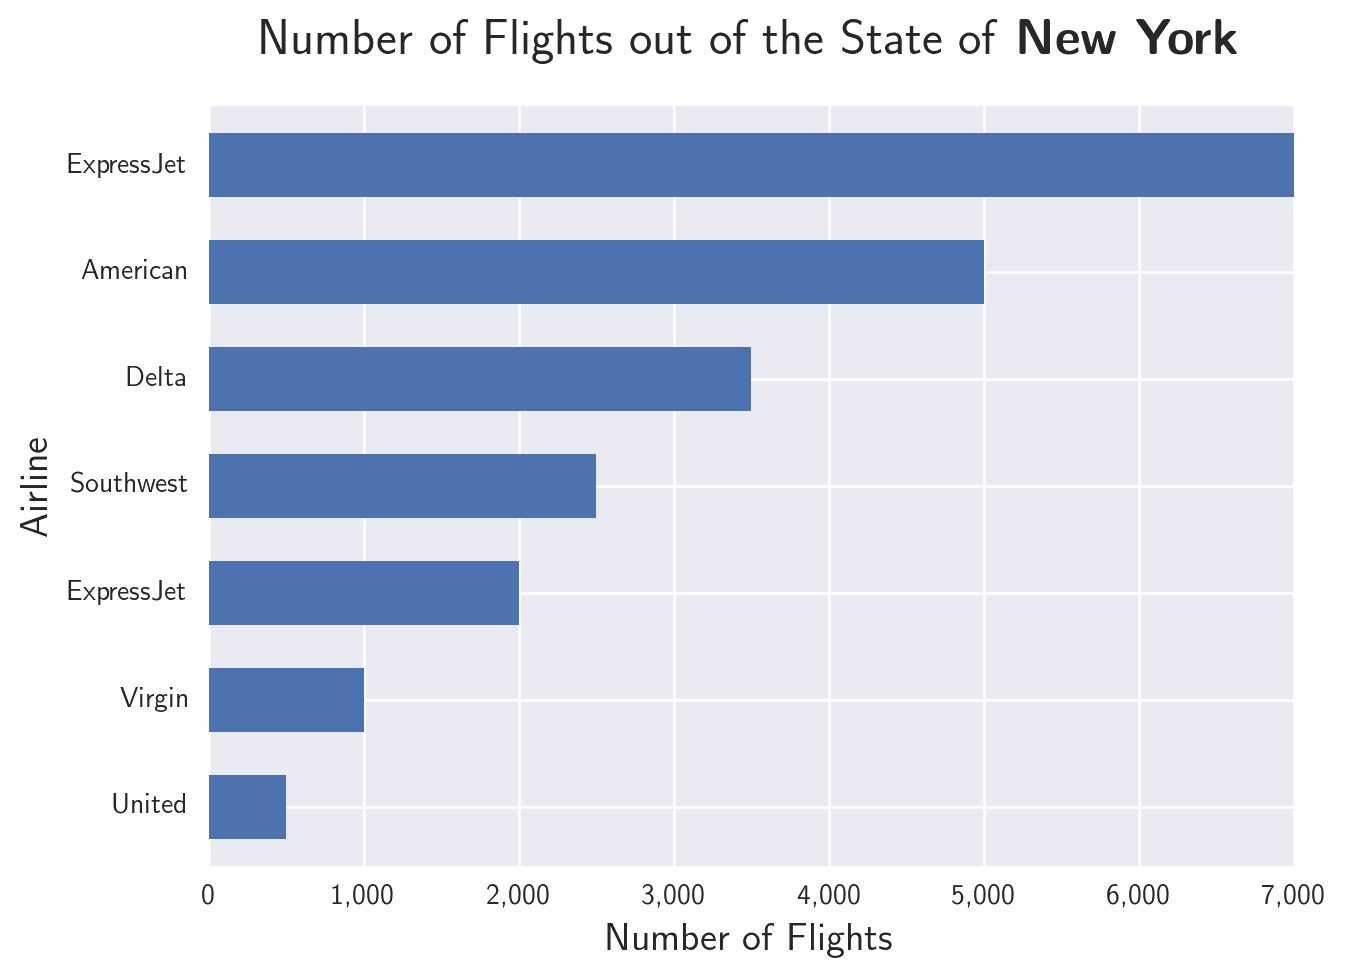 Number of Flights out of the State of New York
ExpressJet
American
Delta
Southwest
ExpressJet
Virgin
United
Airline
0 1,000 2,000 3,000 4,000 5,000 6,000 7,000
Number of Flights